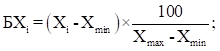 БХi = (Xi − Xmin) × 100 / (Xmax − Xmin);